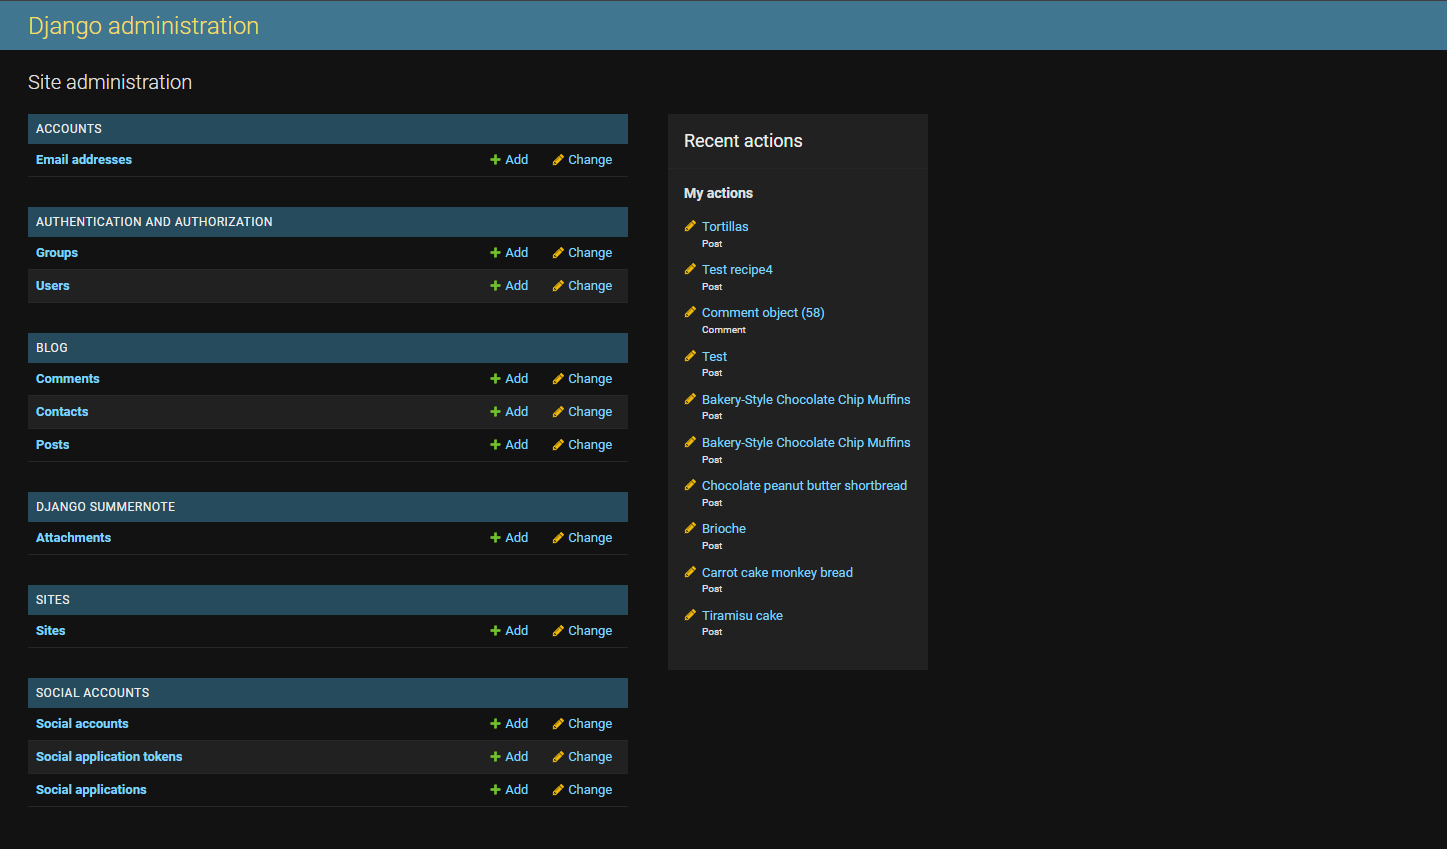 Django administration
Site administration
ACCOUNTS
Email addresses Add Change
AUTHENTICATION AND AUTHORIZATION
Groups Add Change
Users Add Change
BLOG
Comments Add Change
Contacts Add Change
Posts Add Change
DJANGO SUMMERNOTE
Attachments Add Change
SITES
Sites Add Change
SOCIAL ACCOUNTS
Social accounts Add Change
Social application tokens Add Change
Social applications Add Change
Recent actions
My actions
Tortillas
Post
Test recipe4
Post
Comment object (58)
Comment
Test
Post
Bakery-Style Chocolate Chip Muffins
Post
Bakery-Style Chocolate Chip Muffins
Post
Chocolate peanut butter shortbread
Post
Brioche
Post
Carrot cake monkey bread
Post
Tiramisu cake
Post